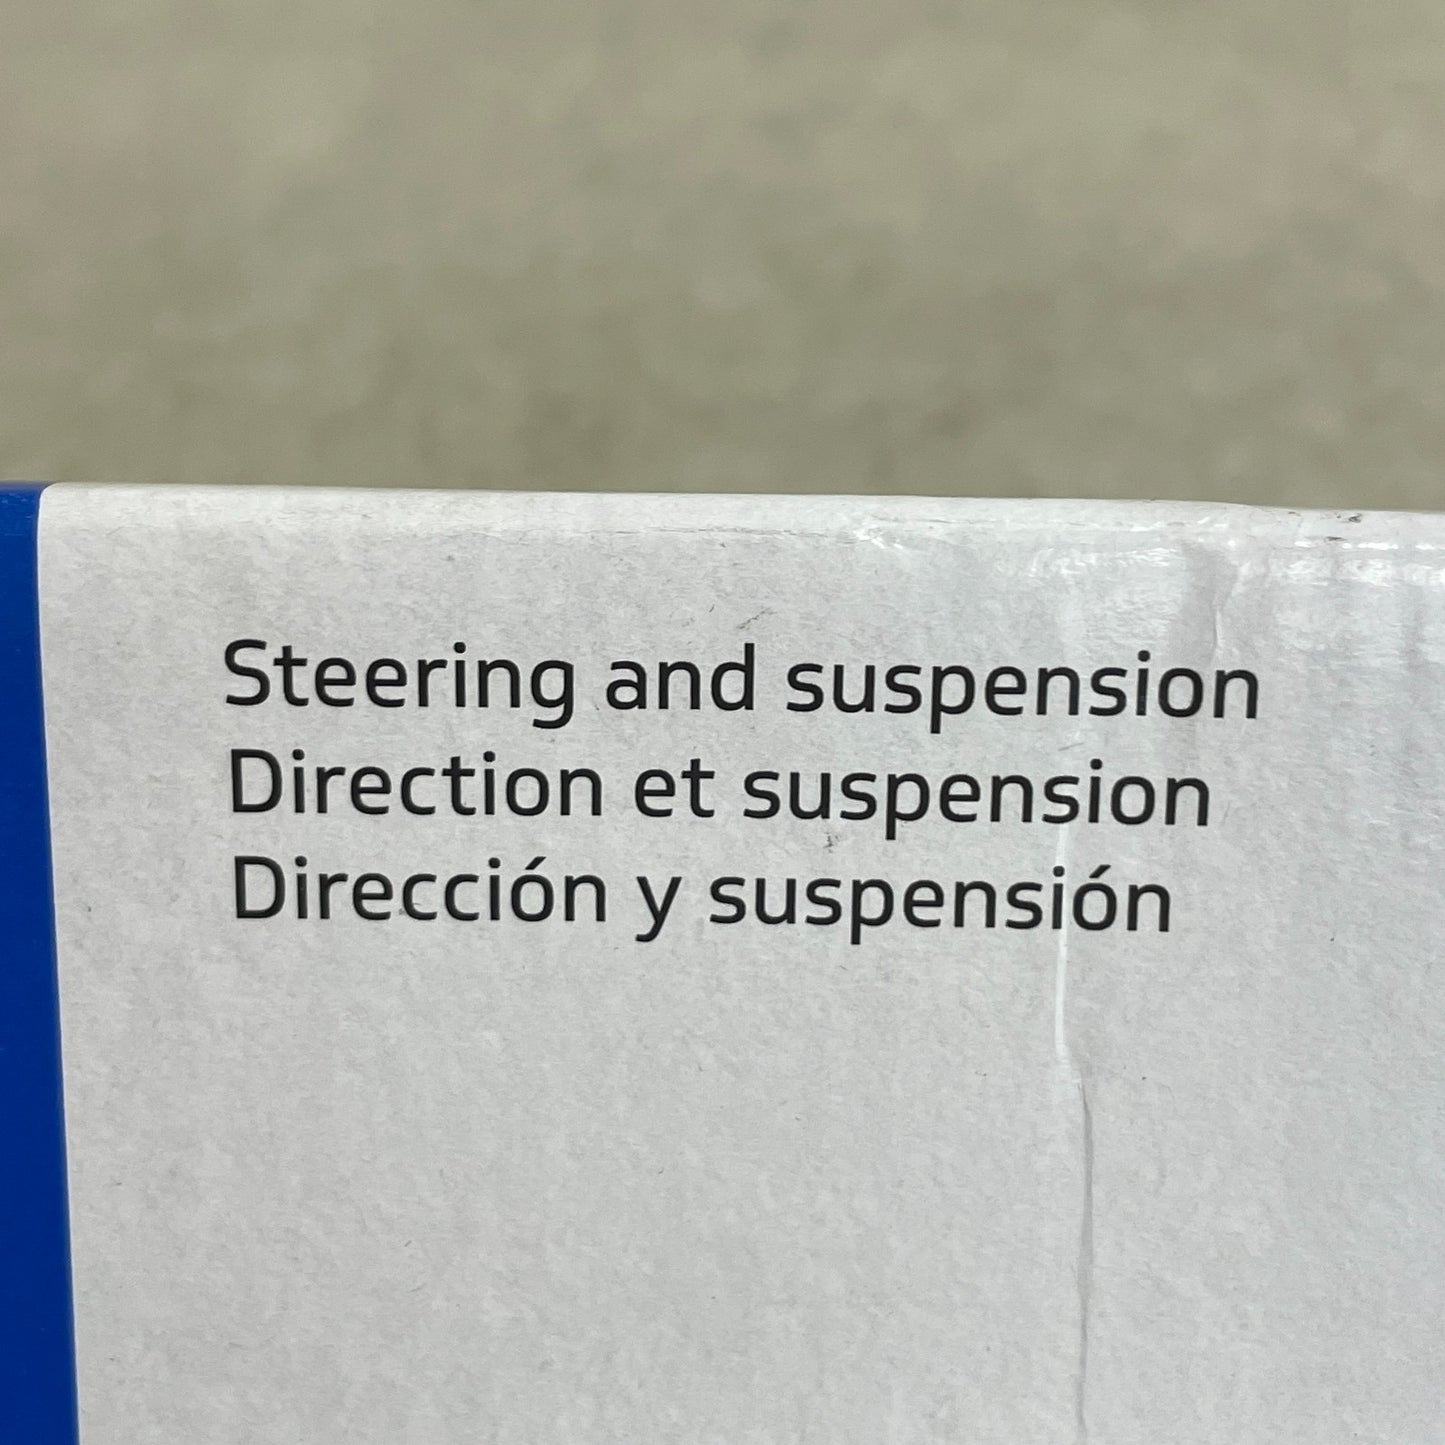 Steering and suspension
Direction et suspension
Dirección y suspensión